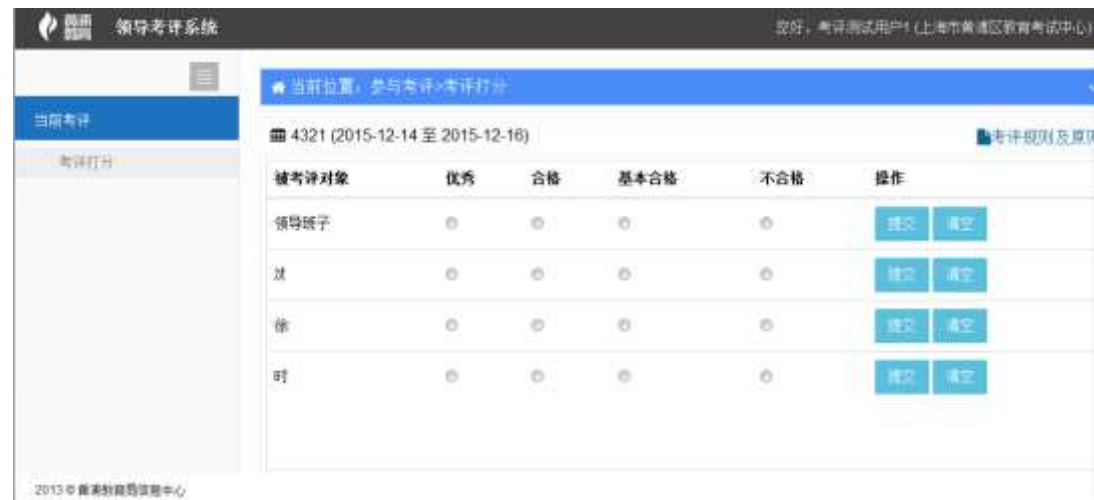 黄浦教育 领导考评系统
您好，考评测试用户1 (上海市黄浦区教育考试中心)
当前位置：参与考评>考评打分
当前考评
4321 (2015-12-14 至 2015-12-16)
考评规则及原则
考评打分
被考评对象 优秀 合格 基本合格 不合格 操作
领导班子 提交 清空
沈 提交 清空
徐 提交 清空
时 提交 清空
2013 © 黄浦教育局信息中心